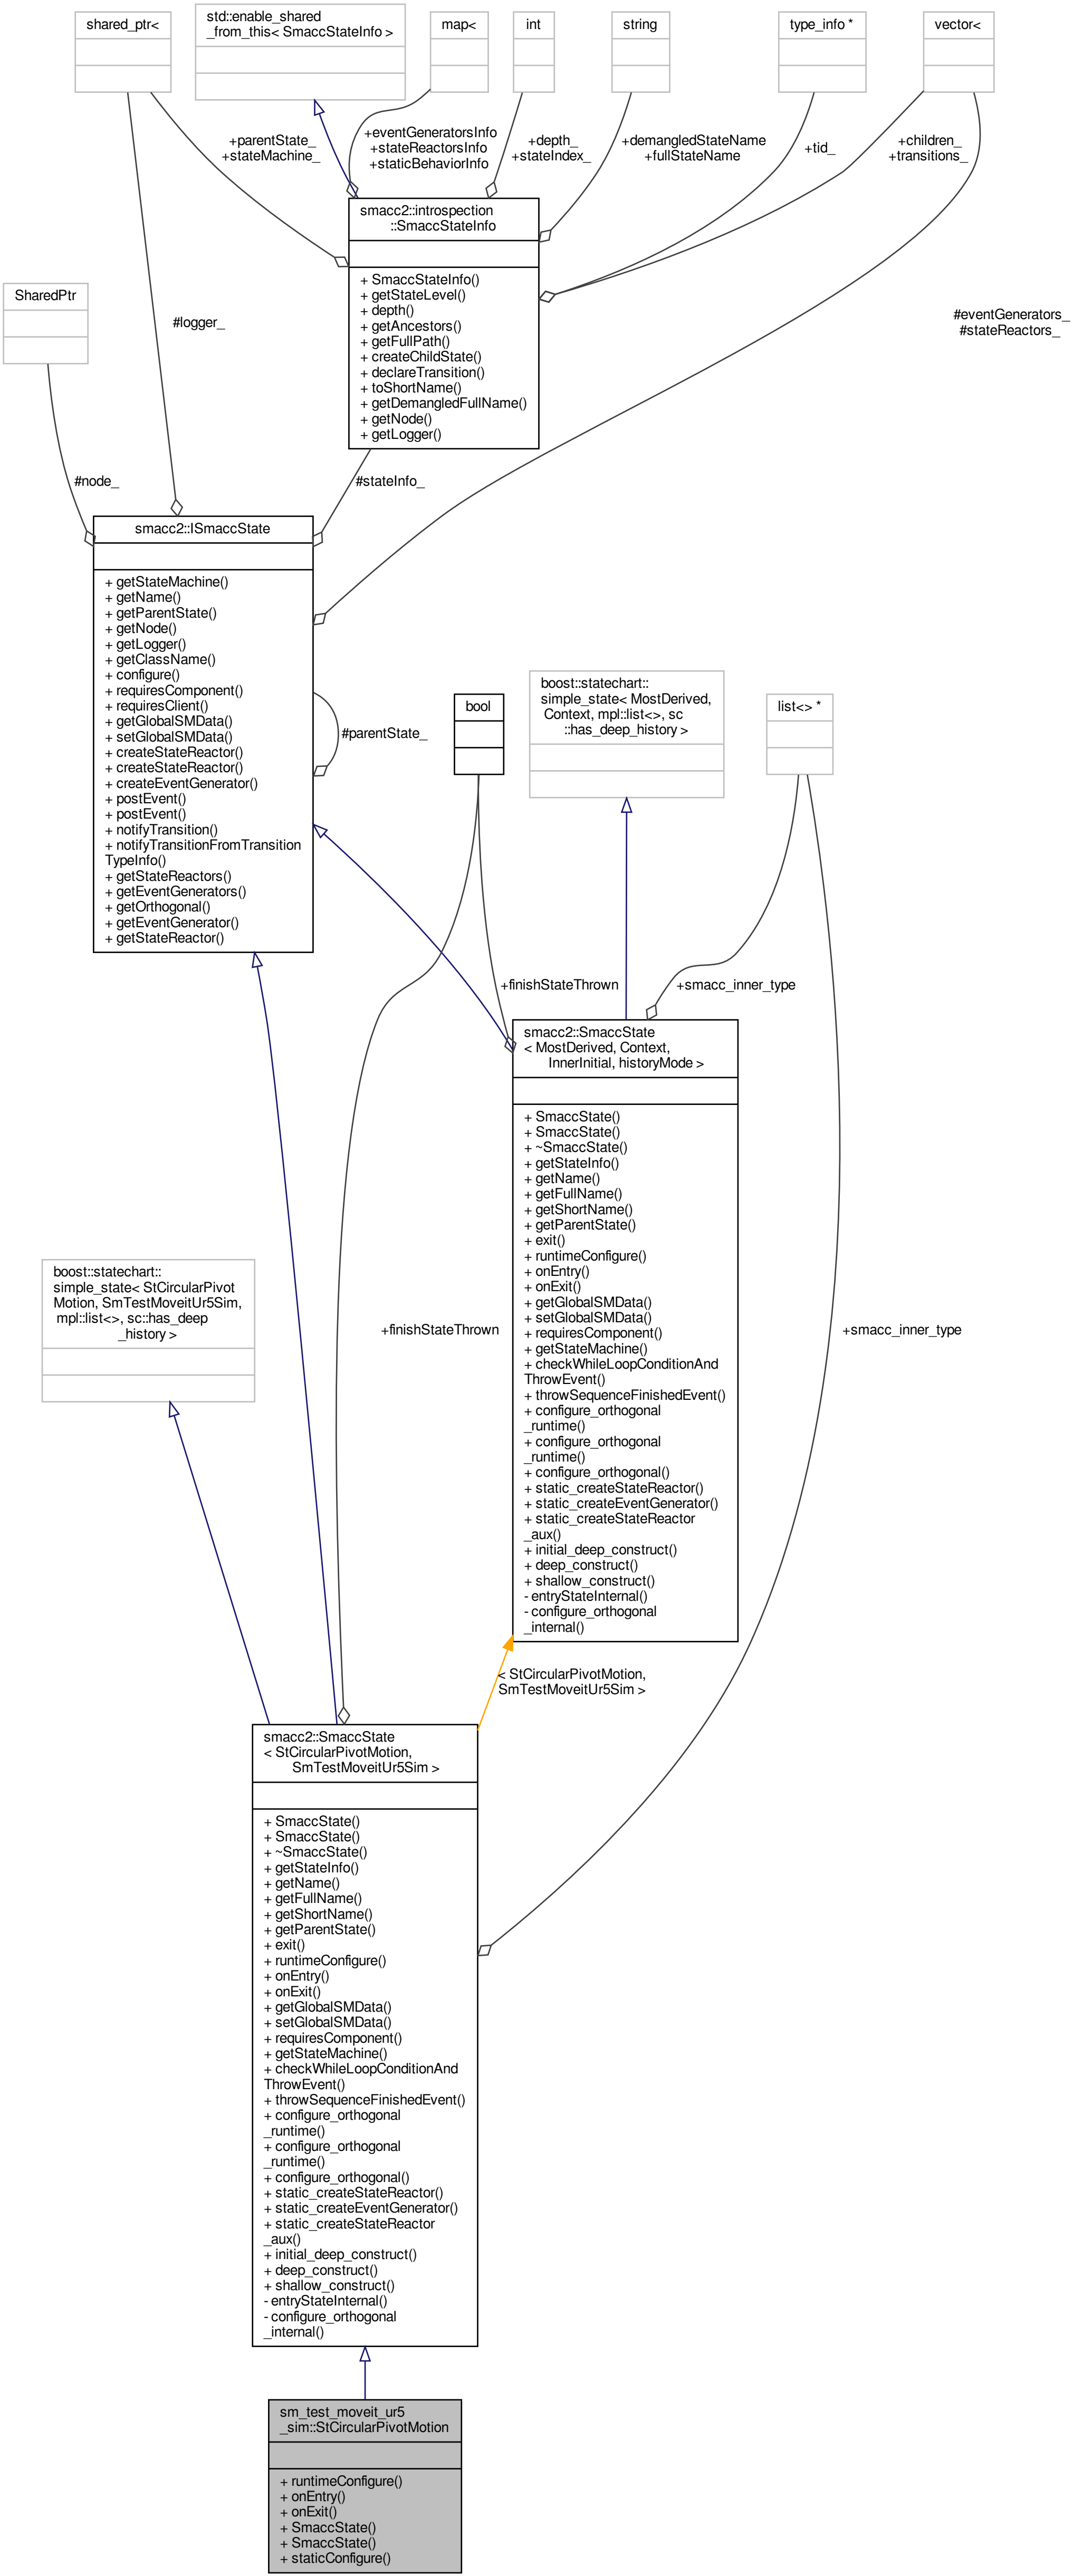 shared_ptr<
std::enable_shared
_from_this< SmaccStateInfo >
map<
int
string
type_info *
vector<
+parentState_
+stateMachine_
+eventGeneratorsInfo
+stateReactorsInfo
+staticBehaviorInfo
+depth_
+stateIndex_
+demangledStateName
+fullStateName
+tid_
+children_
+transitions_
smacc2::introspection
::SmaccStateInfo
+ SmaccStateInfo()
+ getStateLevel()
+ depth()
+ getAncestors()
+ getFullPath()
+ createChildState()
+ declareTransition()
+ toShortName()
+ getDemangledFullName()
+ getNode()
+ getLogger()
SharedPtr
#logger_
#eventGenerators_
#stateReactors_
#node_
#stateInfo_
smacc2::ISmaccState
+ getStateMachine()
+ getName()
+ getParentState()
+ getNode()
+ getLogger()
+ getClassName()
+ configure()
+ requiresComponent()
+ requiresClient()
+ getGlobalSMData()
+ setGlobalSMData()
+ createStateReactor()
+ createStateReactor()
+ createEventGenerator()
+ postEvent()
+ postEvent()
+ notifyTransition()
+ notifyTransitionFromTransition
TypeInfo()
+ getStateReactors()
+ getEventGenerators()
+ getOrthogonal()
+ getEventGenerator()
+ getStateReactor()
#parentState_
bool
boost::statechart::
simple_state< MostDerived,
Context, mpl::list<>, sc
::has_deep_history >
list<> *
+finishStateThrown
+smacc_inner_type
smacc2::SmaccState
< MostDerived, Context,
InnerInitial, historyMode >
+ SmaccState()
+ SmaccState()
+ ~SmaccState()
+ getStateInfo()
+ getName()
+ getFullName()
+ getShortName()
+ getParentState()
+ exit()
+ runtimeConfigure()
+ onEntry()
+ onExit()
+ getGlobalSMData()
+ setGlobalSMData()
+ requiresComponent()
+ getStateMachine()
+ checkWhileLoopConditionAnd
ThrowEvent()
+ throwSequenceFinishedEvent()
+ configure_orthogonal
_runtime()
+ configure_orthogonal
_runtime()
+ configure_orthogonal()
+ static_createStateReactor()
+ static_createEventGenerator()
+ static_createStateReactor
_aux()
+ initial_deep_construct()
+ deep_construct()
+ shallow_construct()
- entryStateInternal()
- configure_orthogonal
_internal()
boost::statechart::
simple_state< StCircularPivot
Motion, SmTestMoveitUr5Sim,
mpl::list<>, sc::has_deep
_history >
+finishStateThrown
+smacc_inner_type
< StCircularPivotMotion,
SmTestMoveitUr5Sim >
smacc2::SmaccState
< StCircularPivotMotion,
SmTestMoveitUr5Sim >
+ SmaccState()
+ SmaccState()
+ ~SmaccState()
+ getStateInfo()
+ getName()
+ getFullName()
+ getShortName()
+ getParentState()
+ exit()
+ runtimeConfigure()
+ onEntry()
+ onExit()
+ getGlobalSMData()
+ setGlobalSMData()
+ requiresComponent()
+ getStateMachine()
+ checkWhileLoopConditionAnd
ThrowEvent()
+ throwSequenceFinishedEvent()
+ configure_orthogonal
_runtime()
+ configure_orthogonal
_runtime()
+ configure_orthogonal()
+ static_createStateReactor()
+ static_createEventGenerator()
+ static_createStateReactor
_aux()
+ initial_deep_construct()
+ deep_construct()
+ shallow_construct()
- entryStateInternal()
- configure_orthogonal
_internal()
sm_test_moveit_ur5
_sim::StCircularPivotMotion
+ runtimeConfigure()
+ onEntry()
+ onExit()
+ SmaccState()
+ SmaccState()
+ staticConfigure()